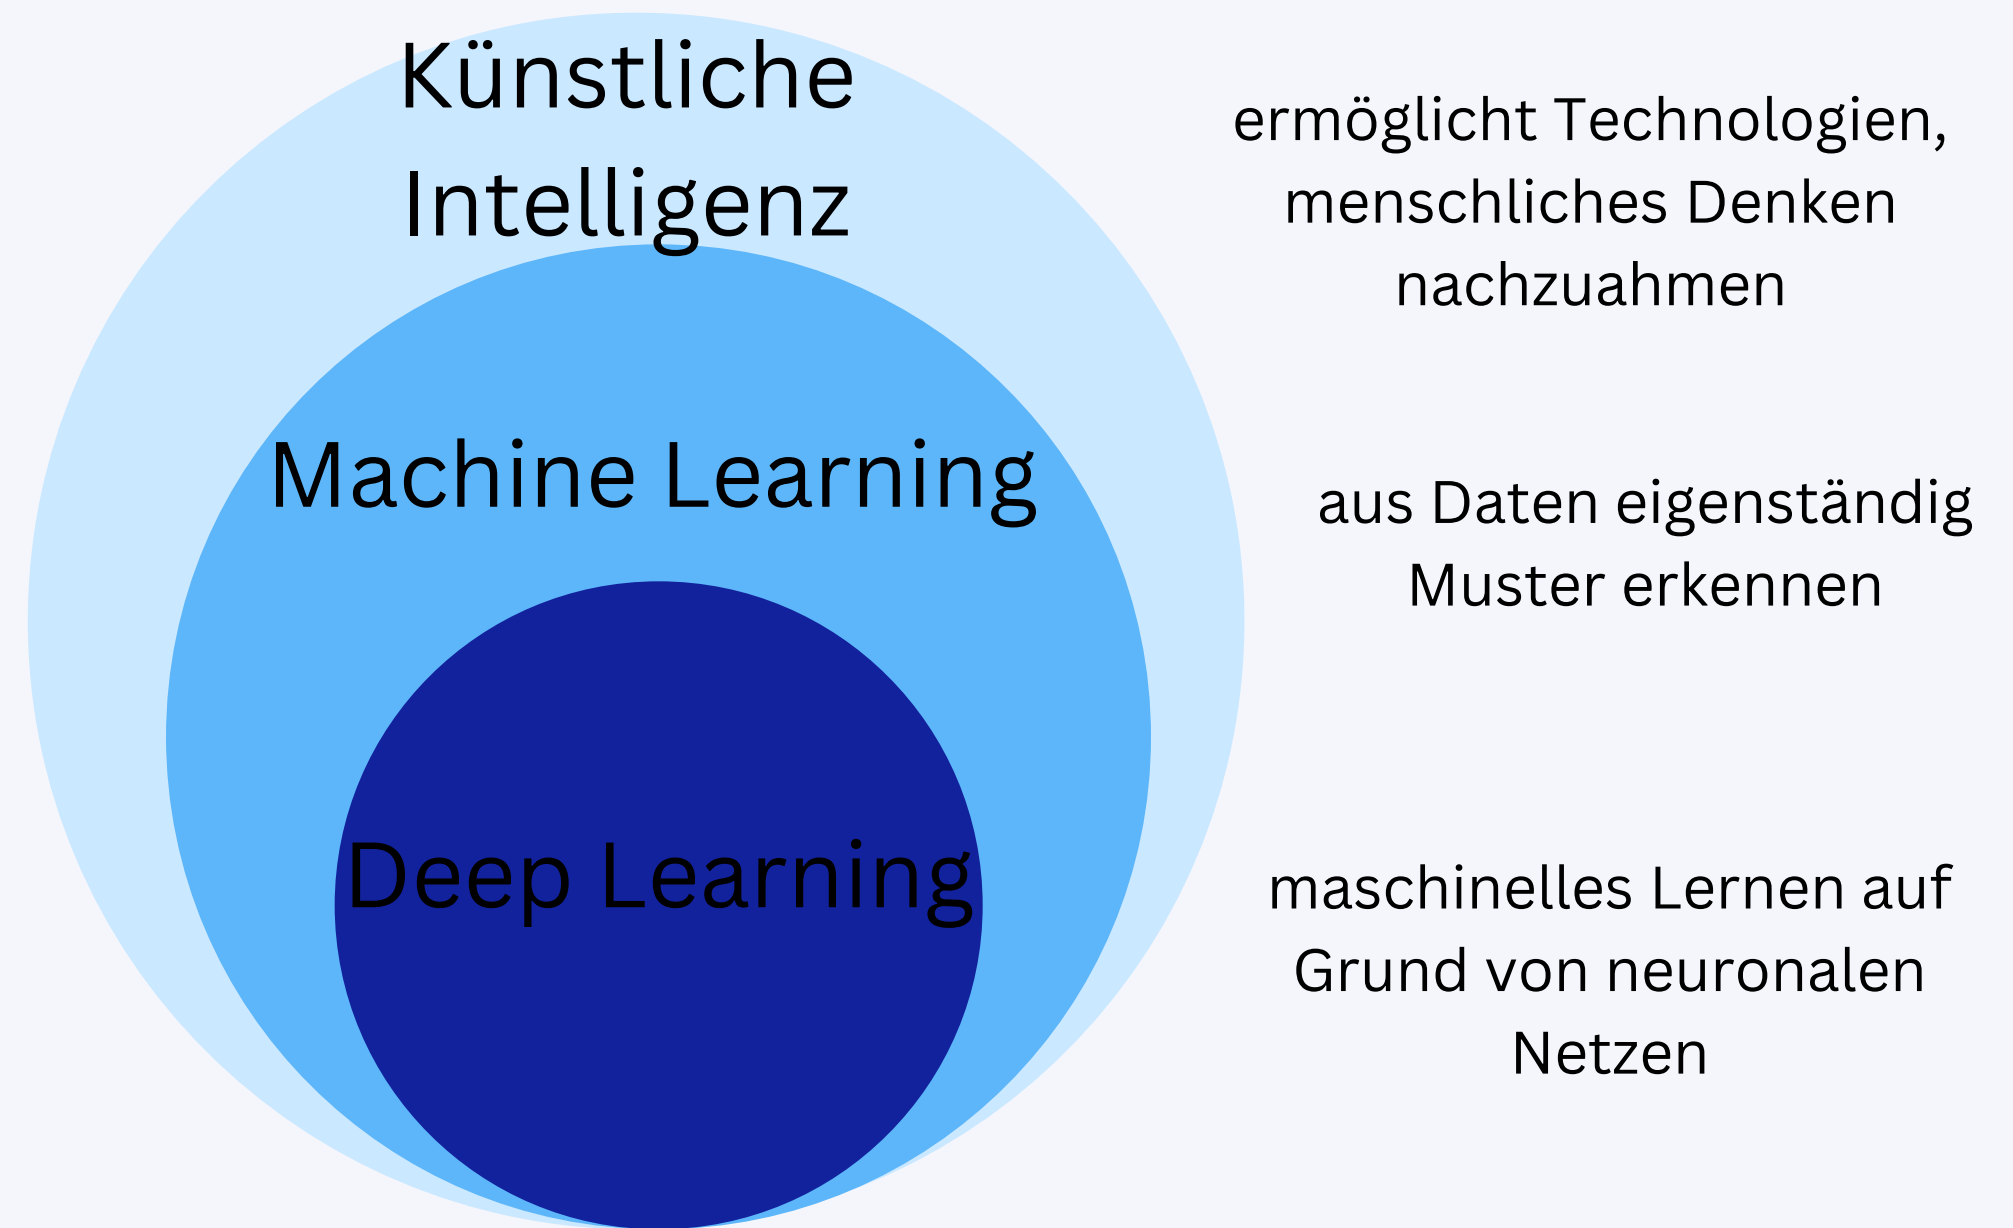 Künstliche
Intelligenz
ermöglicht Technologien,
menschliches Denken
nachzuahmen
Machine Learning
aus Daten eigenständig
Muster erkennen
Deep Learning
maschinelles Lernen auf
Grund von neuronalen
Netzen